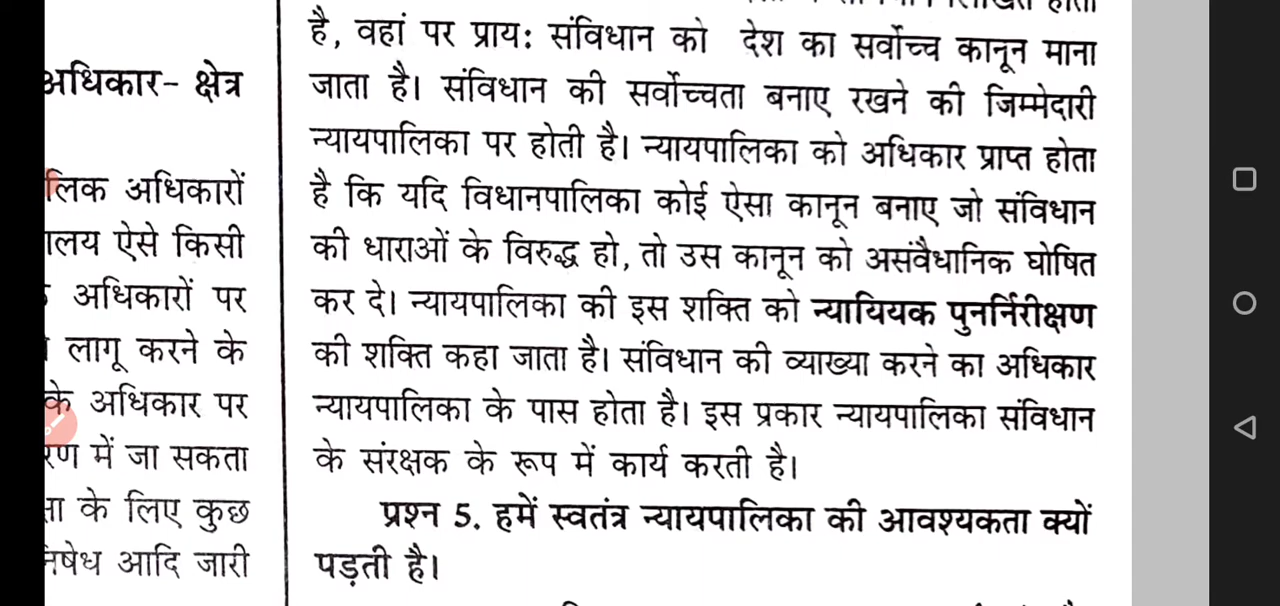 अधिकार- क्षेत्र
अधिकारों
ऐसे किसी
अधिकारों पर
लागू करने के
के अधिकार पर
में जा सकता
के लिए कुछ
आदि जारी
है, वहां पर प्राय: संविधान को देश का सर्वोच्च कानून माना
जाता है। संविधान की सर्वोच्चता बनाए रखने की जिम्मेदारी
न्यायपालिका पर होती है। न्यायपालिका को अधिकार प्राप्त होता
है कि यदि विधानपालिका कोई ऐसा कानून बनाए जो संविधान
की धाराओं के विरुद्ध हो, तो उस कानून को असंवैधानिक घोषित
कर दे। न्यायपालिका की इस शक्ति को न्यायियक पुनर्निरीक्षण
की शक्ति कहा जाता है। संविधान की व्याख्या करने का अधिकार
न्यायपालिका के पास होता है। इस प्रकार न्यायपालिका संविधान
के संरक्षक के रूप में कार्य करती है।
प्रश्न 5. हमें स्वतंत्र न्यायपालिका की आवश्यकता क्यों
पड़ती है।